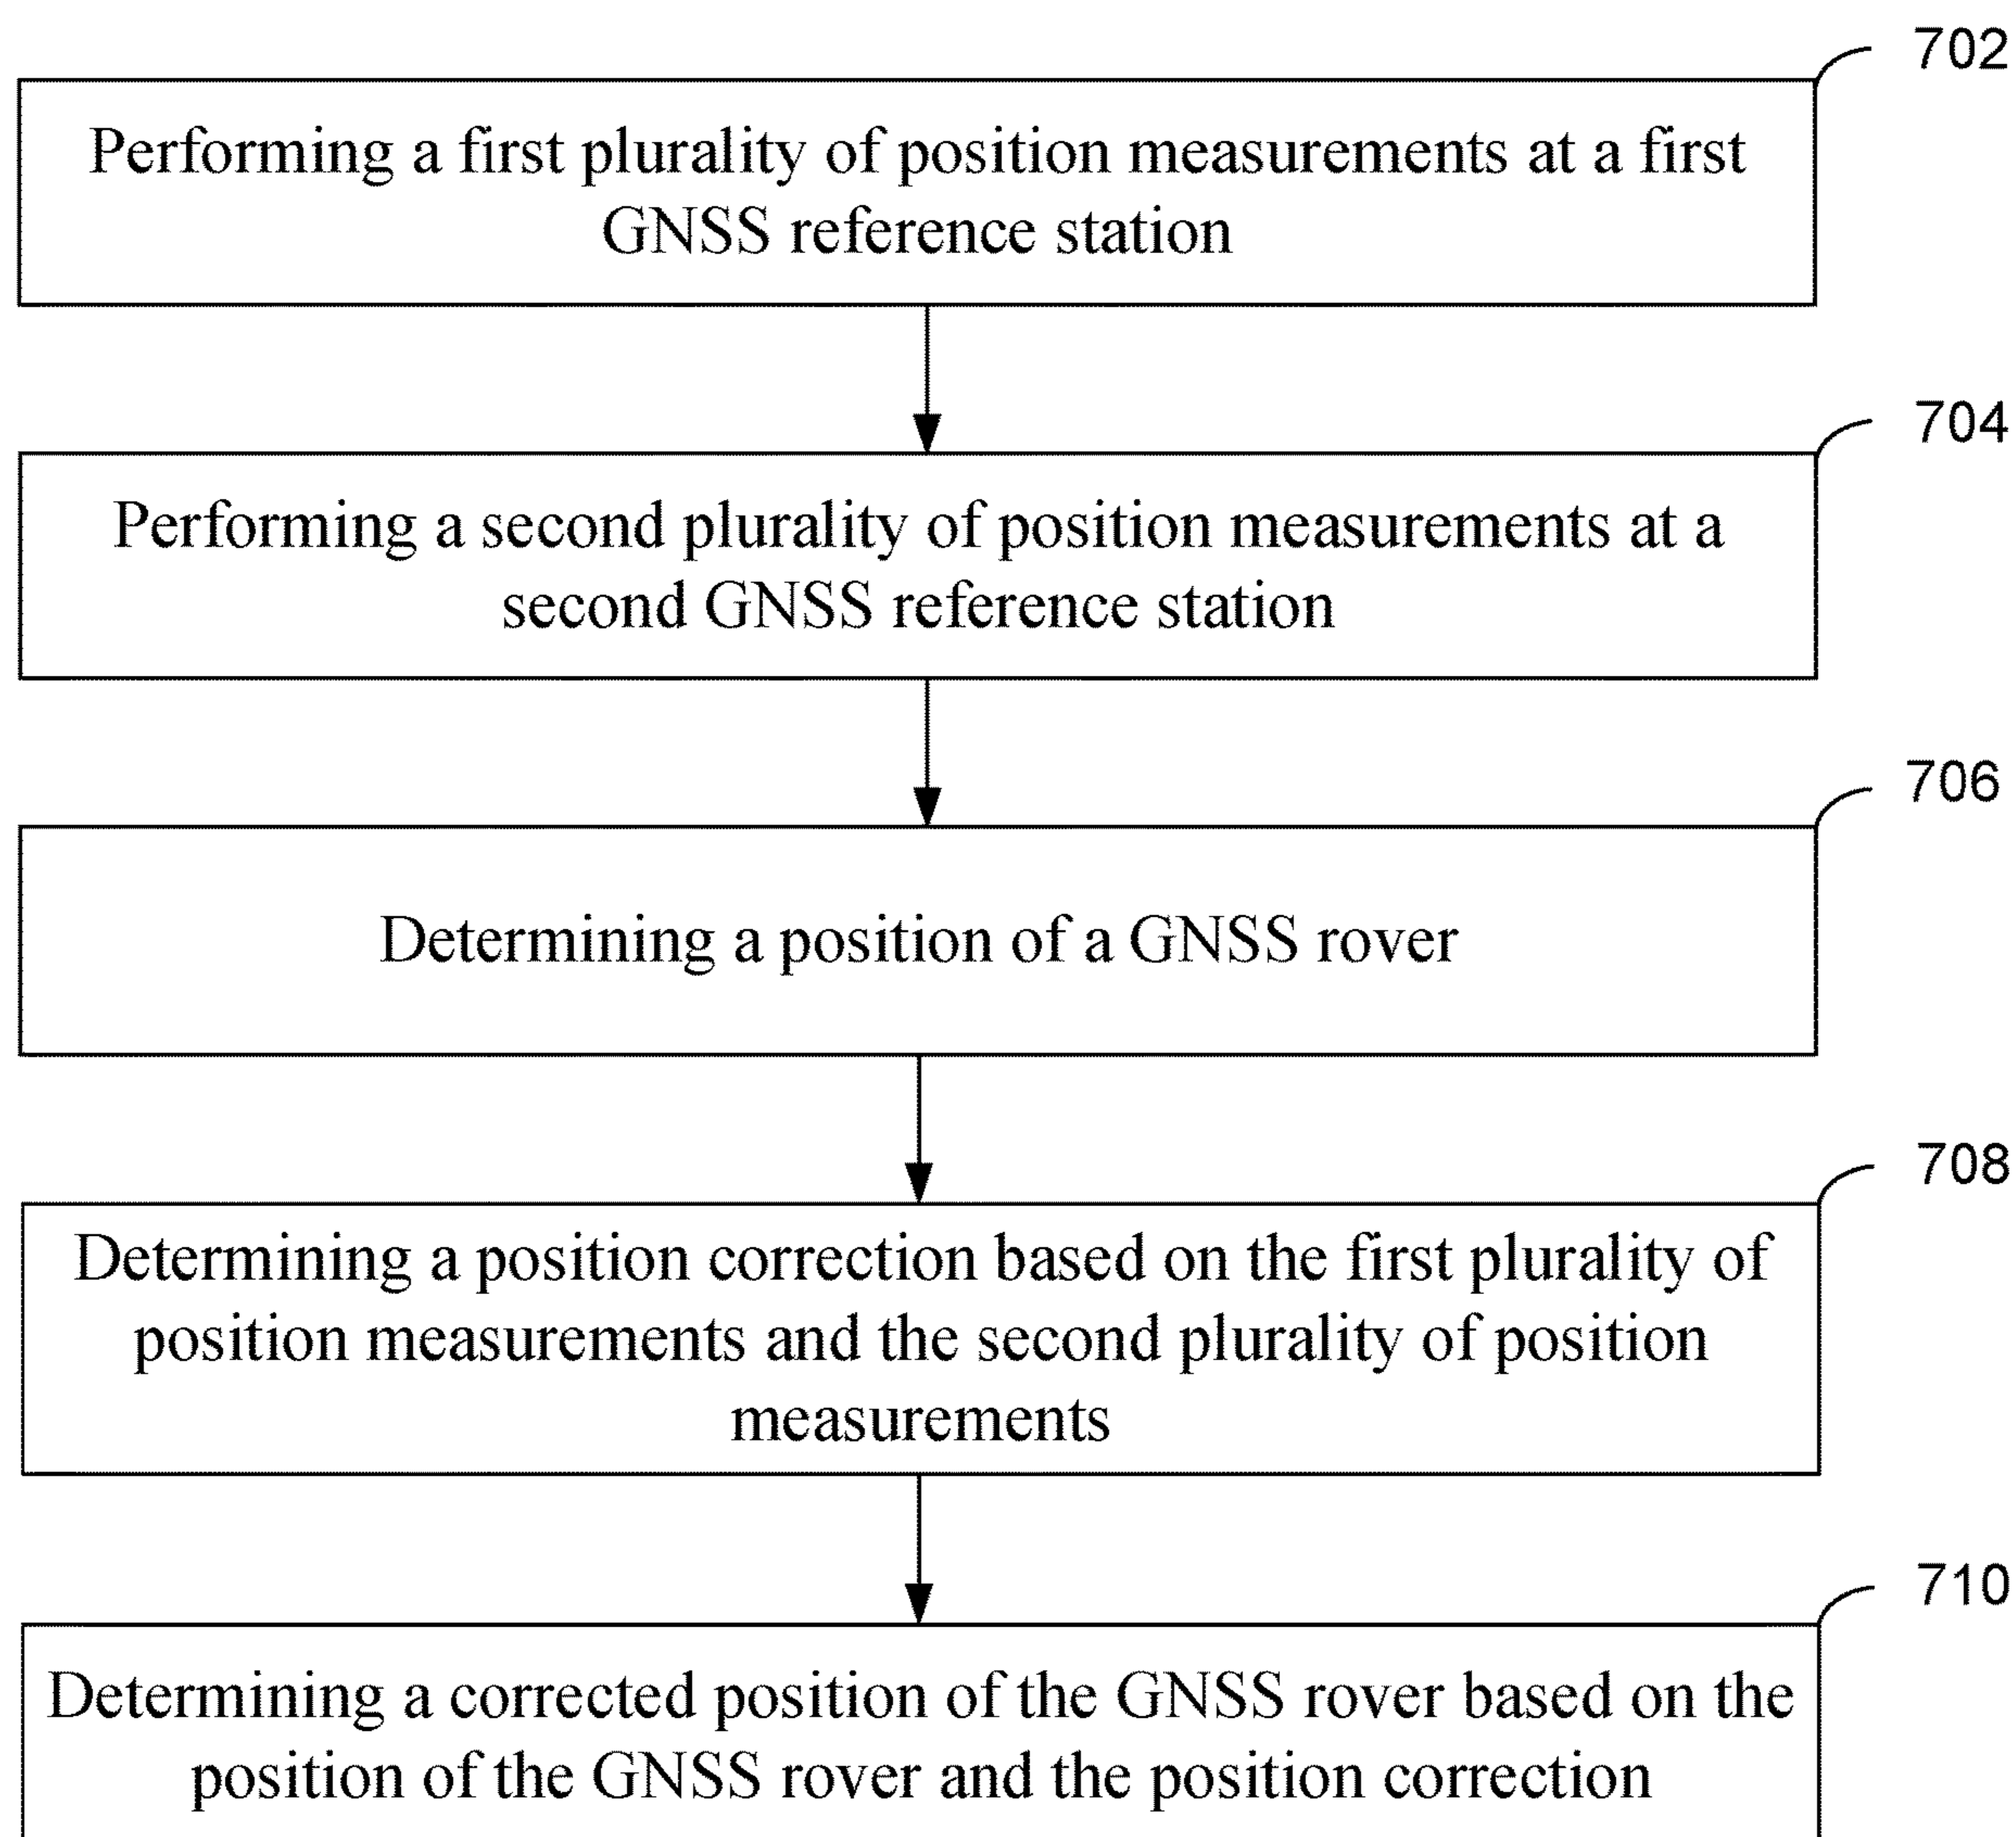 702
Performing a first plurality of position measurements at a first
GNSS reference station
704
Performing a second plurality of position measurements at a
second GNSS reference station
706
Determining a position of a GNSS rover
708
Determining a position correction based on the first plurality of
position measurements and the second plurality of position
measurements
710
Determining a corrected position of the GNSS rover based on the
position of the GNSS rover and the position correction